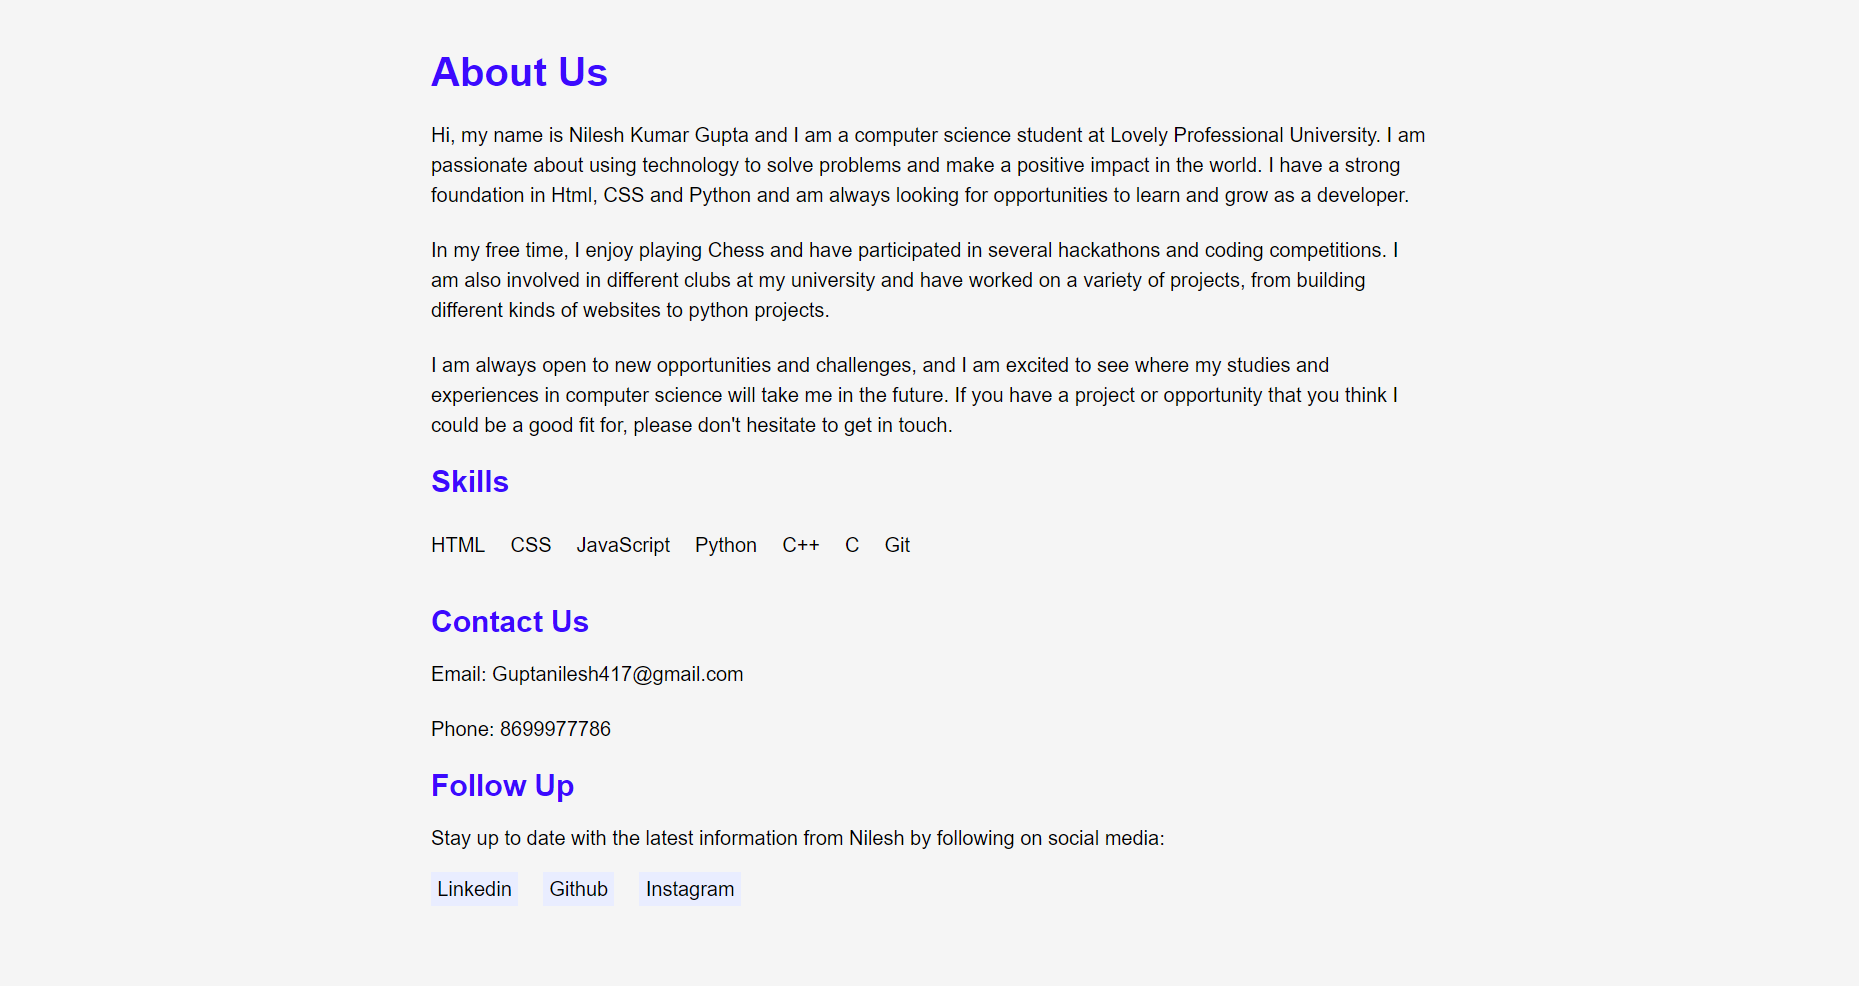 About Us
Hi, my name is Nilesh Kumar Gupta and I am a computer science student at Lovely Professional University. I am
passionate about using technology to solve problems and make a positive impact in the world. I have a strong
foundation in Html, CSS and Python and am always looking for opportunities to learn and grow as a developer.
In my free time, I enjoy playing Chess and have participated in several hackathons and coding competitions. I
am also involved in different clubs at my university and have worked on a variety of projects, from building
different kinds of websites to python projects.
I am always open to new opportunities and challenges, and I am excited to see where my studies and
experiences in computer science will take me in the future. If you have a project or opportunity that you think I
could be a good fit for, please don't hesitate to get in touch.
Skills
HTML CSS JavaScript Python C++ C Git
Contact Us
Email: Guptanilesh417@gmail.com
Phone: 8699977786
Follow Up
Stay up to date with the latest information from Nilesh by following on social media:
Linkedin Github Instagram